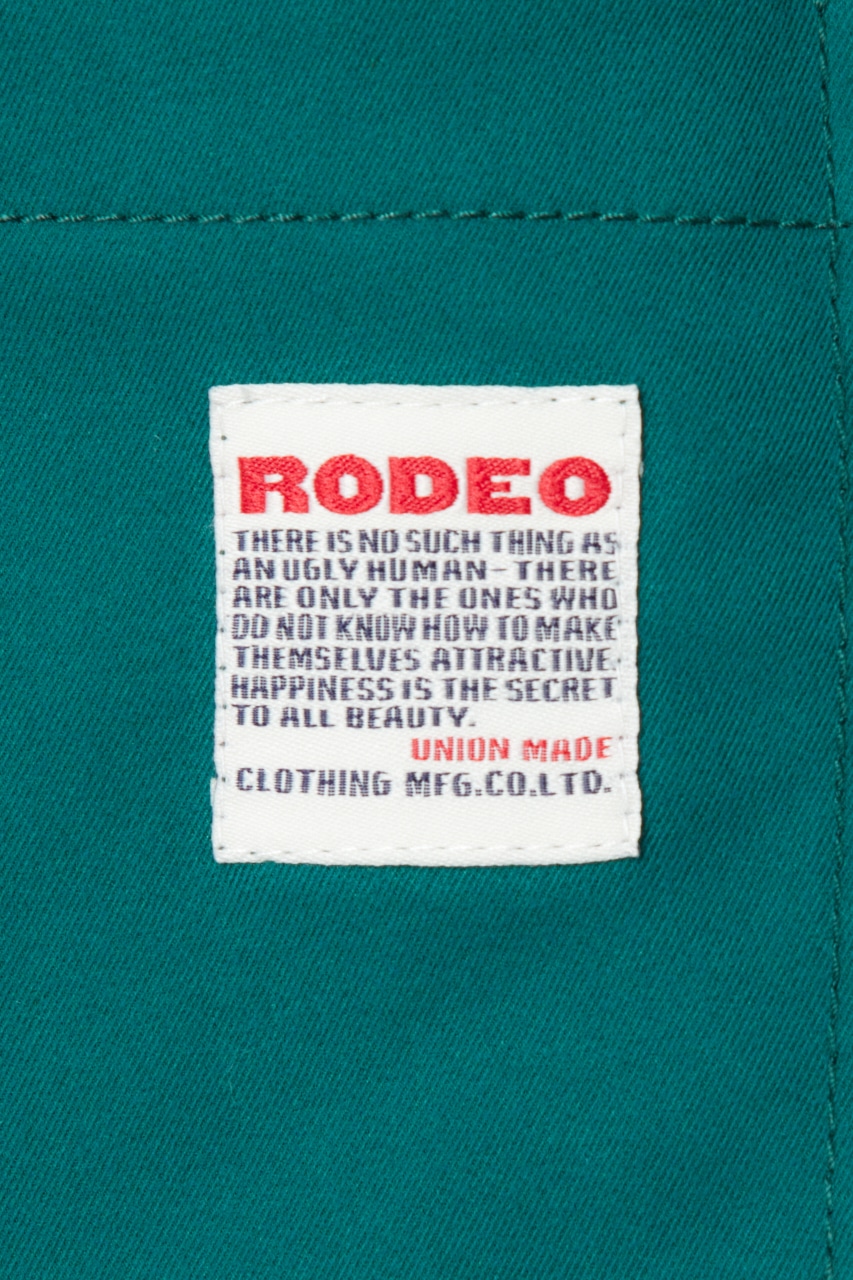 RODEO
THERE IS NO SUCH THING AS
AN UGLY HUMAN-THERE
ARE ONLY THE ONES WHO
DO NOT KNOW HOW TO MAKE
THEMSELVES ATTRACTIVE.
HAPPINESS IS THE SECRET
TO ALL BEAUTY.
UNION MADE
CLOTHING MFG.CO.LTD.